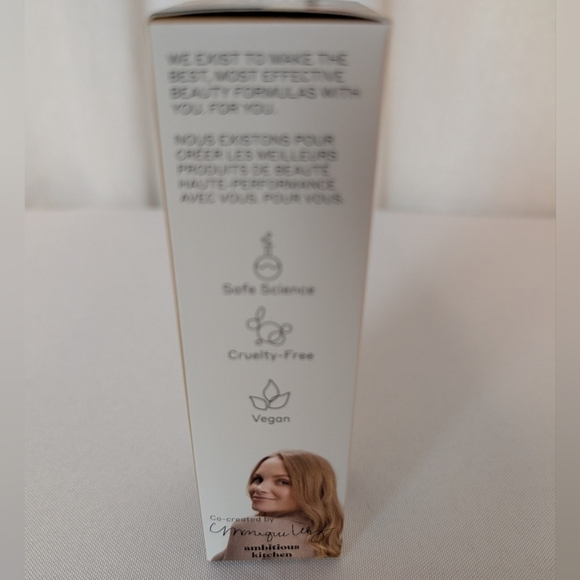 WE EXIST TO MAKE THE
BEST, MOST EFFECTIVE
BEAUTY FORMULAS WITH
YOU. FOR YOU.
NOUS EXISTONS POUR
CRÉER LES MEILLEURS
PRODUITS DE BEAUTÉ
HAUTE-PERFORMANCE
AVEC VOUS. POUR VOUS.
Safe Science
Cruelty-Free
Vegan
Co-created by
ambitious
kitchen